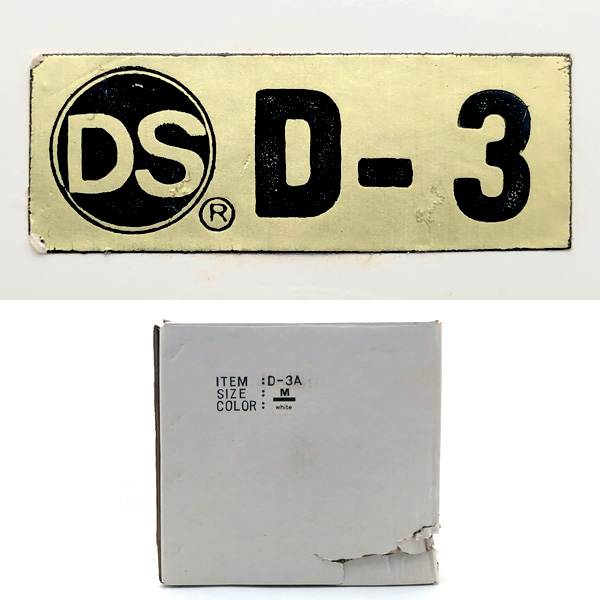 DS® D-3
ITEM :D-3A
SIZE : M
COLOR: white